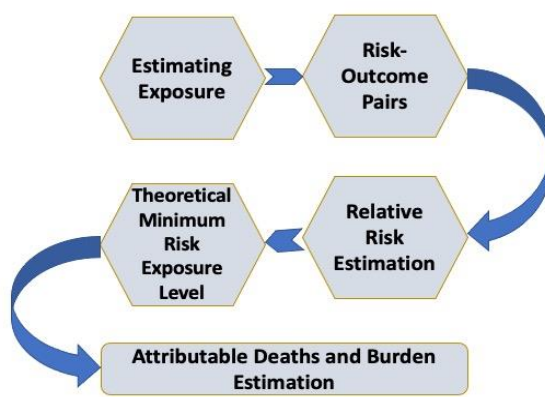 Estimating
Exposure
Risk-
Outcome
Pairs
Relative
Risk
Estimation
Theoretical
Minimum
Risk
Exposure
Level
Attributable Deaths and Burden
Estimation